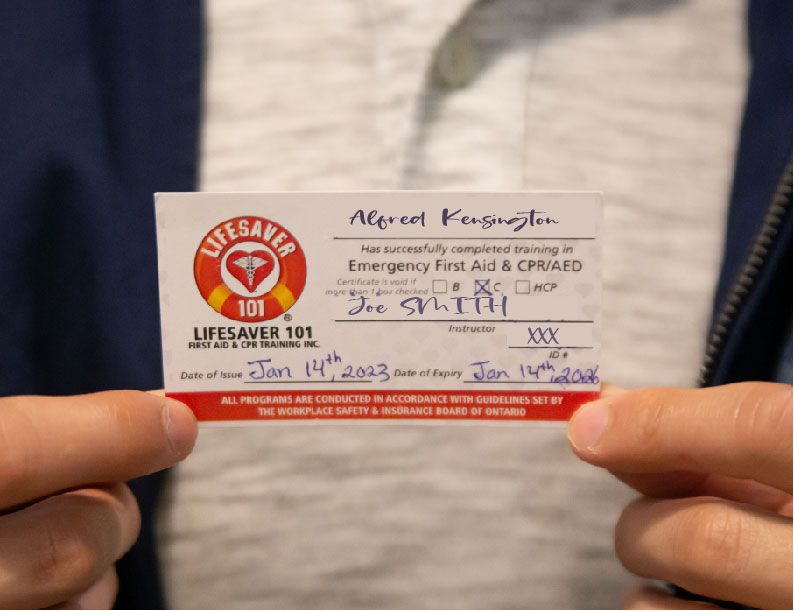 Alfred Kensington
LIFESAVER
101
®
LIFESAVER 101
FIRST AID & CPR TRAINING INC.
Has successfully completed training in
Emergency First Aid & CPR/AED
Certificate is void if
more than 1 box checked
B X C HCP
Joe SMITH
Instructor
XXX
ID #
Date of Issue Jan 14th, 2023 Date of Expiry Jan 14th, 2026
ALL PROGRAMS ARE CONDUCTED IN ACCORDANCE WITH GUIDELINES SET BY
THE WORKPLACE SAFETY & INSURANCE BOARD OF ONTARIO